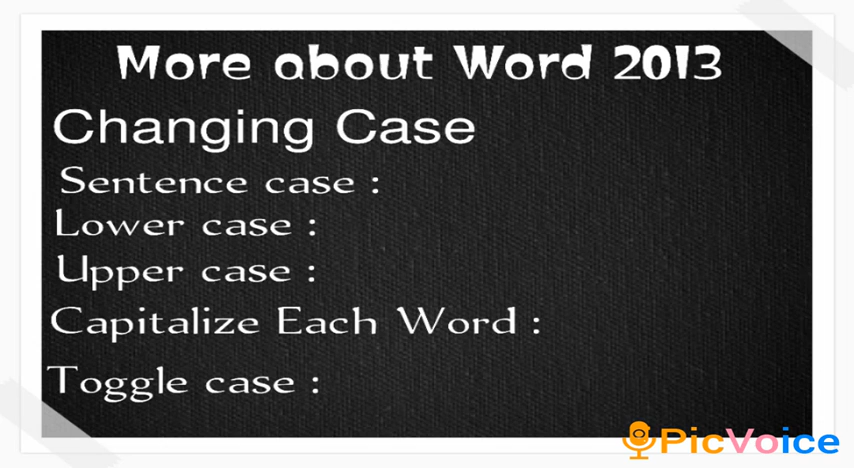 More about Word 2013
Changing Case
Sentence case :
Lower case :
Upper case :
Capitalize Each Word :
Toggle case :
PicVoice